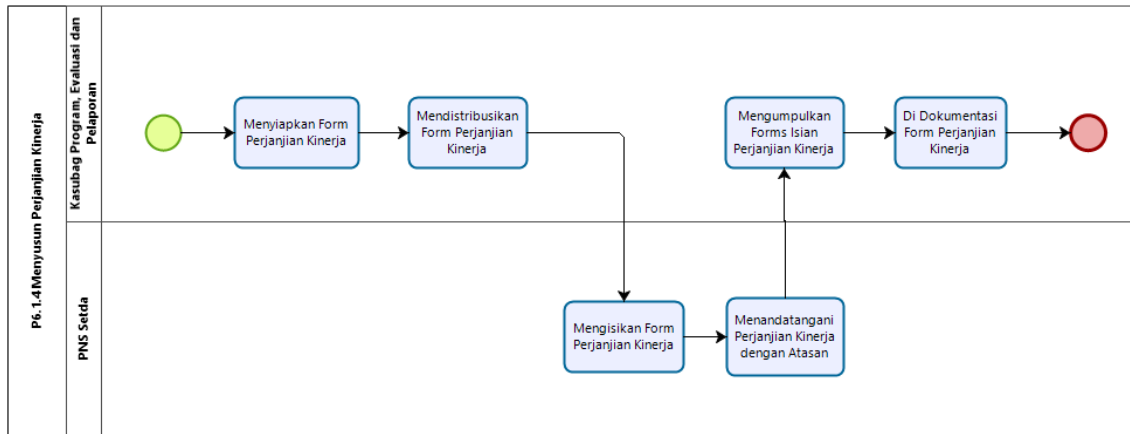 P6.1.4Menyusun Perjanjian Kinerja
Kasubag Program, Evaluasi dan
Pelaporan
Menyiapkan Form
Perjanjian Kinerja
Mendistribusikan
Form Perjanjian
Kinerja
Mengumpulkan
Forms Isian
Perjanjian Kinerja
Di Dokumentasi
Form Perjanjian
Kinerja
PNS Setda
Mengisikan Form
Perjanjian Kinerja
Menandatangani
Perjanjian Kinerja
dengan Atasan